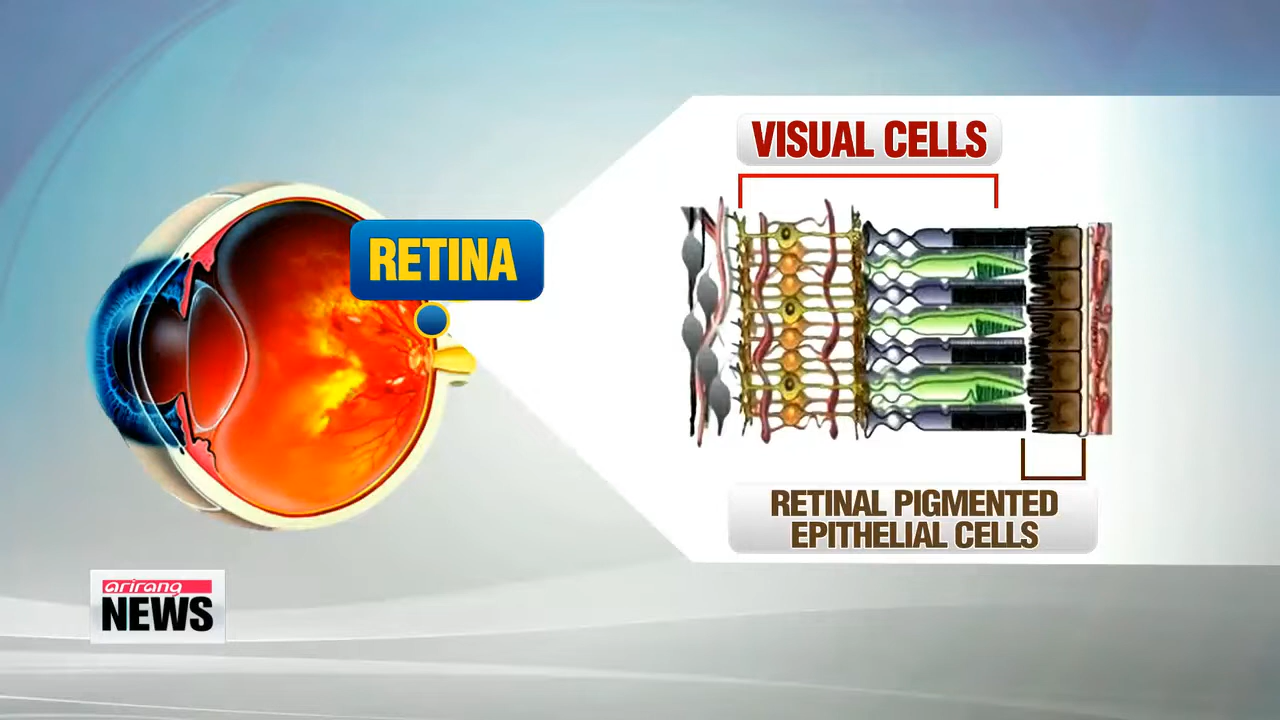 VISUAL CELLS
RETINA
RETINAL PIGMENTED
EPITHELIAL CELLS
arirang
NEWS